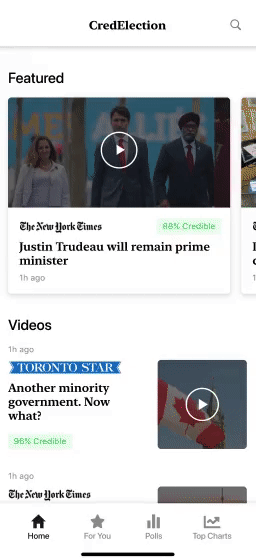 CredElection
Featured
The New York Times
88% Credible
Justin Trudeau will remain prime
minister
1h ago
Videos
1h ago
TORONTO STAR
Another minority
government. Now
what?
96% Credible
1h ago
The New York Times
Home
For You
Polls
Top Charts